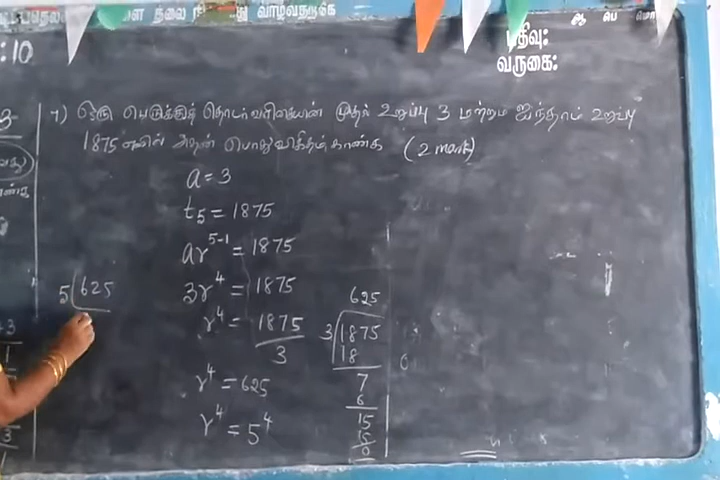 பதிவு:
வருகை:
:10
7) ஒரு பெருக்குத் தொடர்வரிசையின் முதல் உறுப்பு 3 மற்றும் ஐந்தாம் உறுப்பு
1875 எனில் அதன் பொது விகிதம் காண்க (2 mark)
a = 3
t5 = 1875
ar^5-1 = 1875
3r^4 = 1875
r^4 = 1875
3
r^4 = 625
r^4 = 5^4
5 625
625
3 1875
18
7
6
15
15
0